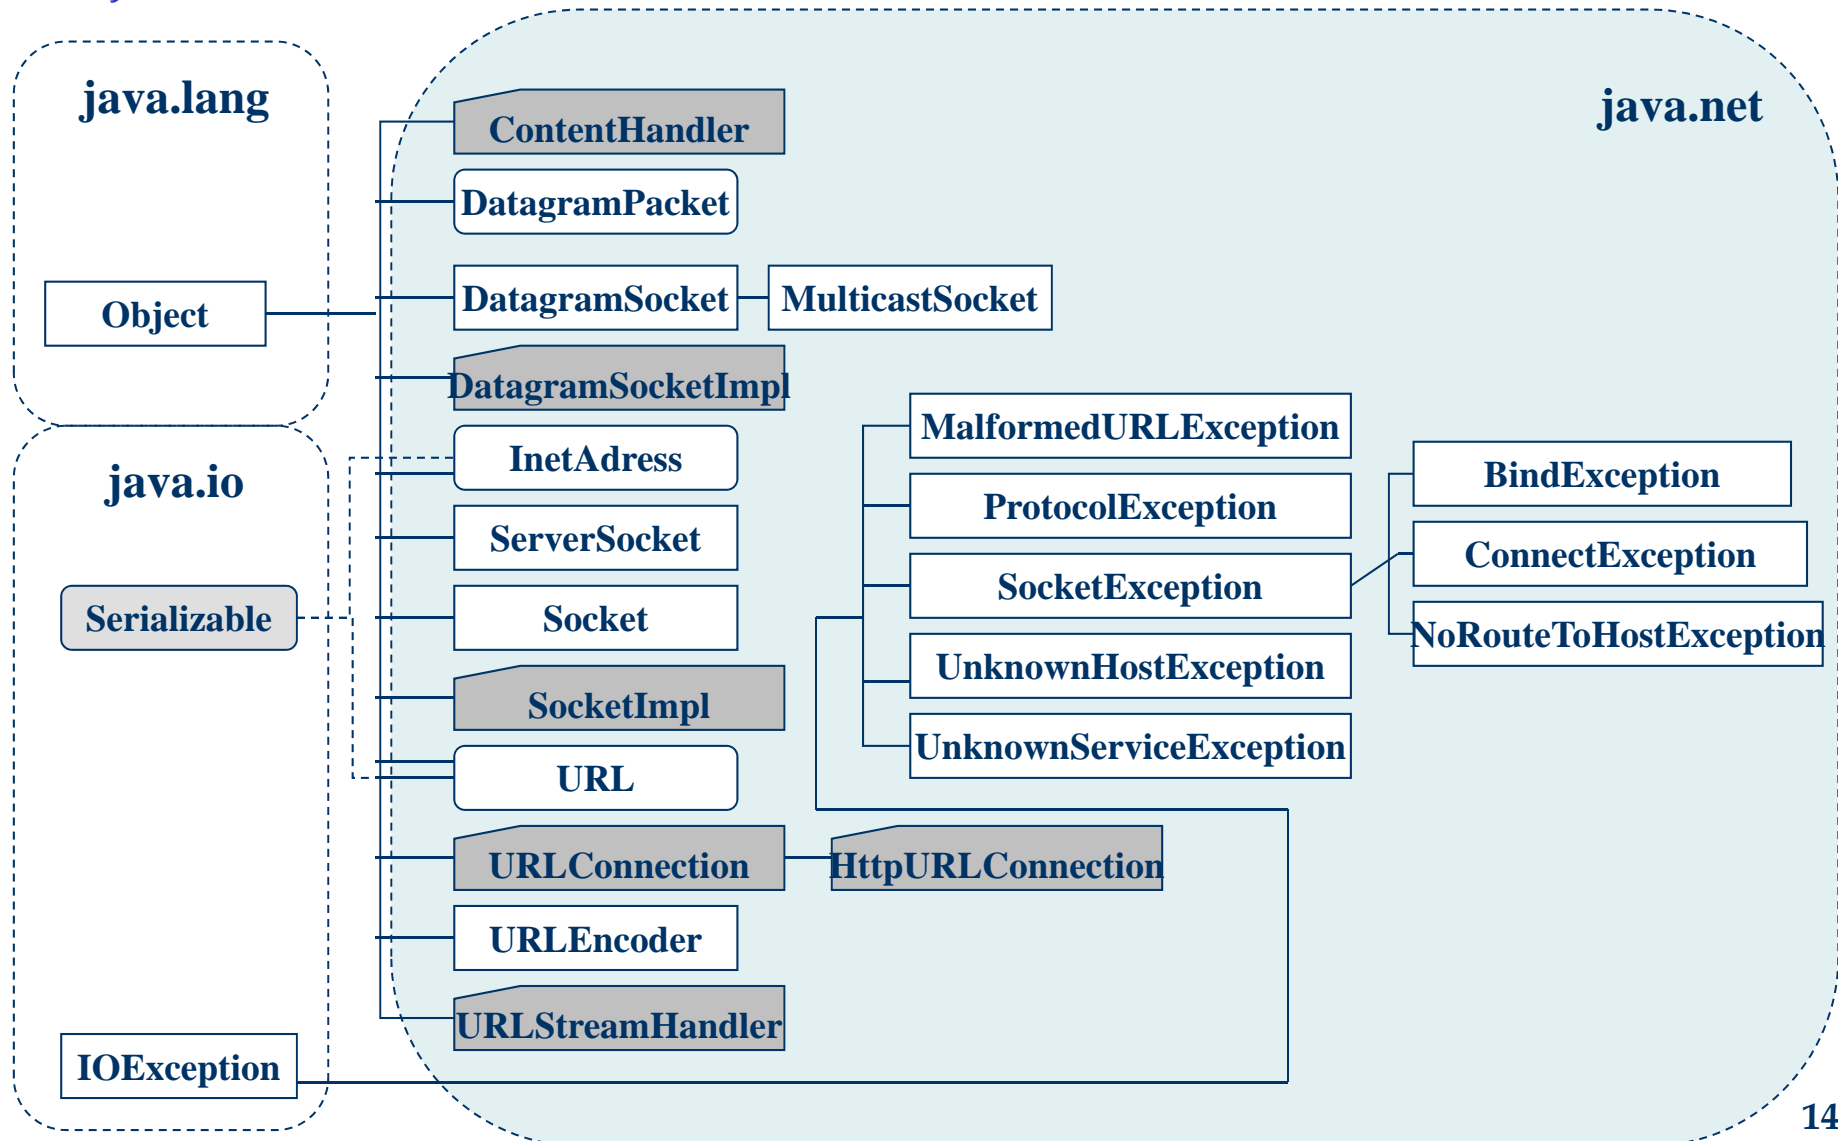 java.lang
java.net
ContentHandler
DatagramPacket
Object
DatagramSocket
MulticastSocket
DatagramSocketImpl
MalformedURLException
java.io
InetAdress
BindException
ProtocolException
ServerSocket
ConnectException
SocketException
Serializable
Socket
NoRouteToHostException
UnknownHostException
SocketImpl
UnknownServiceException
URL
URLConnection
HttpURLConnection
URLEncoder
URLStreamHandler
IOException
14